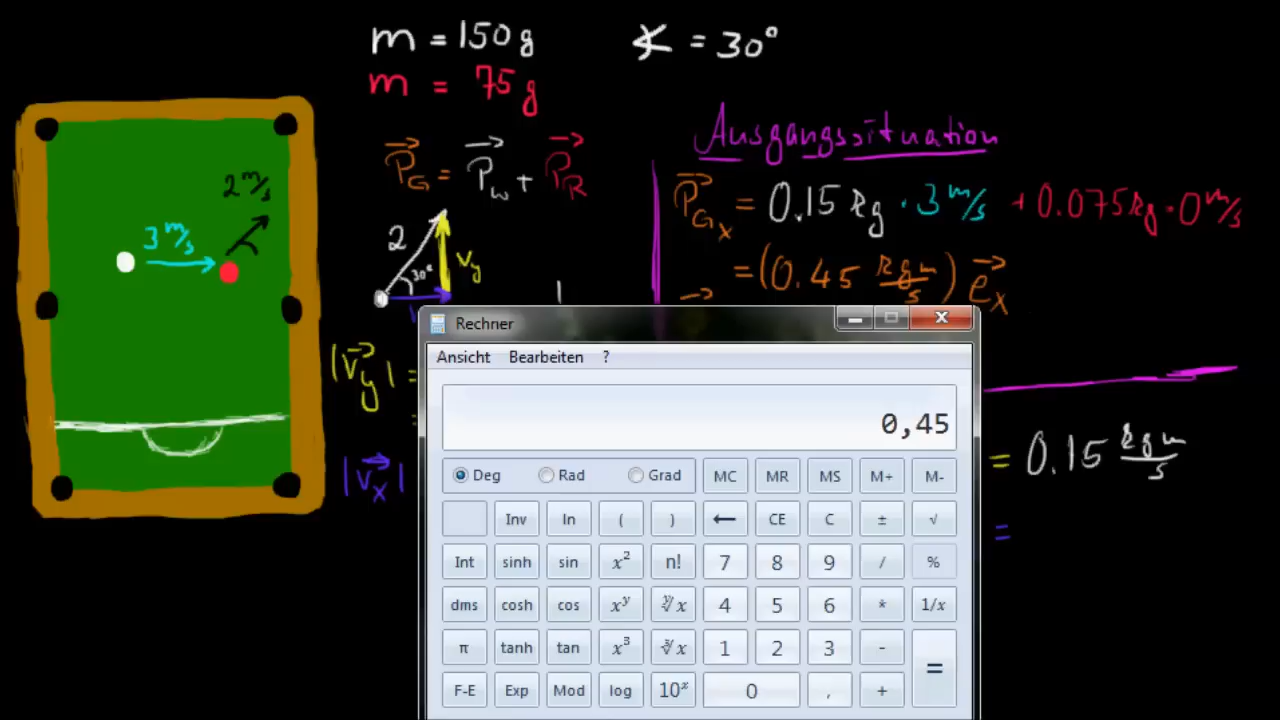 m = 150 g
∢ = 30°
m = 75 g
Ausgangssituation
P_G = P_W + P_R
P_Gx = 0.15 kg · 3 m/s + 0.075 kg · 0 m/s
= (0.45 kgm/s) e_x
2 m/s
3 m/s
2
30°
v_y
|v_y| =
= 0.15 kgm/s
|v_x|
=
Rechner
Ansicht Bearbeiten ?
0,45
Deg Rad Grad MC MR MS M+ M-
Inv ln ( ) ← CE C ± √
Int sinh sin x² n! 7 8 9 / %
dms cosh cos x^y ʸ√x 4 5 6 * 1/x
π tanh tan x³ ³√x 1 2 3 - =
F-E Exp Mod log 10^x 0 , +